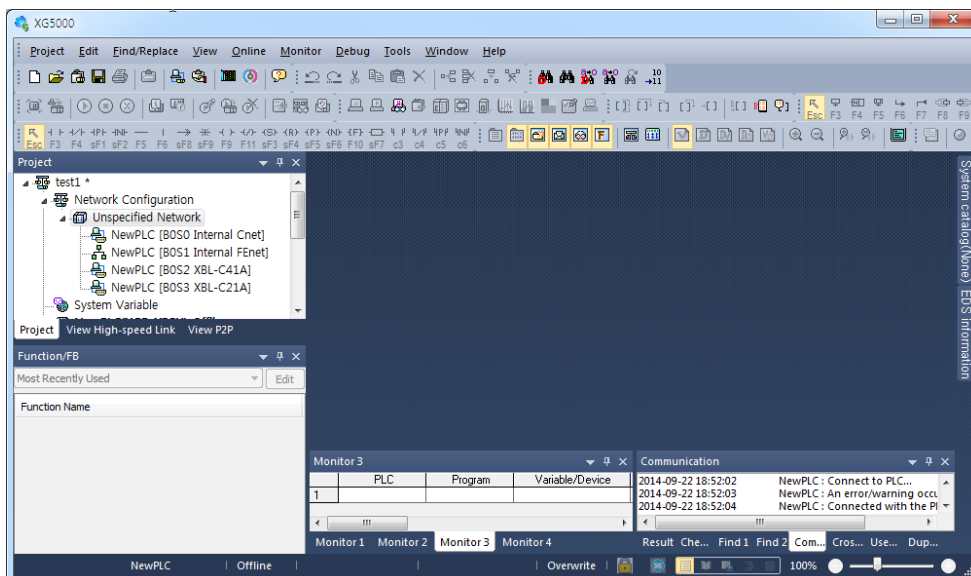 XG5000
Project Edit Find/Replace View Online Monitor Debug Tools Window Help
Esc F3 F4 F5 F6 F7 F8 F9
Esc F3 F4 sF1 sF2 F5 F6 sF8 sF9 F9 F11 sF3 sF4 sF5 sF6 F10 sF7 c3 c4 c5 c6
Project
test1 *
Network Configuration
Unspecified Network
NewPLC [B0S0 Internal Cnet]
NewPLC [B0S1 Internal FEnet]
NewPLC [B0S2 XBL-C41A]
NewPLC [B0S3 XBL-C21A]
System Variable
Project View High-speed Link View P2P
Function/FB
Most Recently Used Edit
Function Name
System catalog(None) EDS information
Monitor 3
PLC Program Variable/Device
1
Monitor 1 Monitor 2 Monitor 3 Monitor 4
Communication
2014-09-22 18:52:02 NewPLC : Connect to PLC...
2014-09-22 18:52:03 NewPLC : An error/warning occu
2014-09-22 18:52:04 NewPLC : Connected with the Pl
Result Che... Find 1 Find 2 Com... Cros... Use... Dup...
NewPLC Offline Overwrite 100%